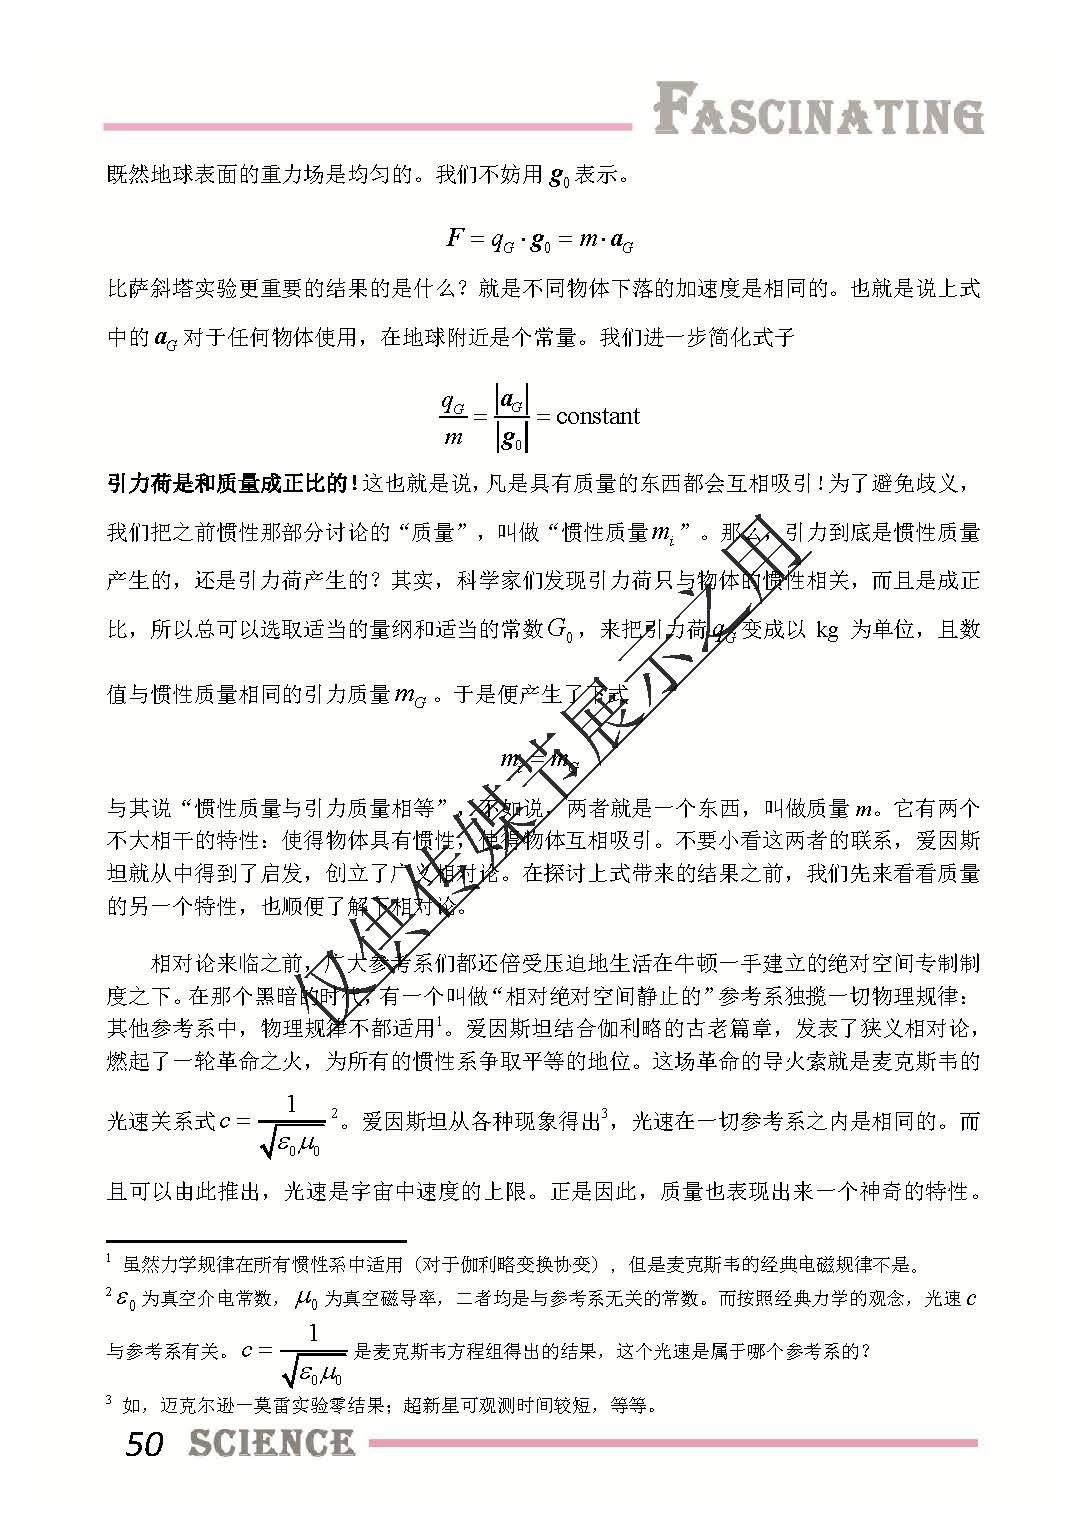 FASCINATING
既然地球表面的重力场是均匀的。我们不妨用 g₀ 表示。
F = q_G · g₀ = m · a_G
比萨斜塔实验更重要的结果的是什么？就是不同物体下落的加速度是相同的。也就是说上式
中的 a_G 对于任何物体使用，在地球附近是个常量。我们进一步简化式子
q_G / m = |a_G| / |g₀| = constant
引力荷是和质量成正比的！这也就是说，凡是具有质量的东西都会互相吸引！为了避免歧义，
我们把之前惯性那部分讨论的“质量”，叫做“惯性质量 m_i”。那么，引力到底是惯性质量
产生的，还是引力荷产生的？其实，科学家们发现引力荷只与物体的惯性相关，而且是成正
比，所以总可以选取适当的量纲和适当的常数 G₀，来把引力荷 q_G 变成以 kg 为单位，且数
值与惯性质量相同的引力质量 m_G。于是便产生了下式
m_i = m_G
与其说“惯性质量与引力质量相等”，不如说，两者就是一个东西，叫做质量 m。它有两个
不大相干的特性：使得物体具有惯性；使得物体互相吸引。不要小看这两者的联系，爱因斯
坦就从中得到了启发，创立了广义相对论。在探讨上式带来的结果之前，我们先来看看质量
的另一个特性，也顺便了解下相对论。
相对论来临之前，广大参考系们都还倍受压迫地生活在牛顿一手建立的绝对空间专制制
度之下。在那个黑暗的时代，有一个叫做“相对绝对空间静止的”参考系独揽一切物理规律：
其他参考系中，物理规律不都适用¹。爱因斯坦结合伽利略的古老篇章，发表了狭义相对论，
燃起了一轮革命之火，为所有的惯性系争取平等的地位。这场革命的导火索就是麦克斯韦的
光速关系式 c = 1/√(ε₀μ₀) ²。爱因斯坦从各种现象得出³，光速在一切参考系之内是相同的。而
且可以由此推出，光速是宇宙中速度的上限。正是因此，质量也表现出来一个神奇的特性。
¹ 虽然力学规律在所有惯性系中适用（对于伽利略变换协变），但是麦克斯韦的经典电磁规律不是。
² ε₀ 为真空介电常数，μ₀ 为真空磁导率，二者均是与参考系无关的常数。而按照经典力学的观念，光速 c
与参考系有关。c = 1/√(ε₀μ₀) 是麦克斯韦方程组得出的结果，这个光速是属于哪个参考系的？
³ 如，迈克尔逊—莫雷实验零结果；超新星可观测时间较短，等等。
50 SCIENCE
仅供传媒节展示之用